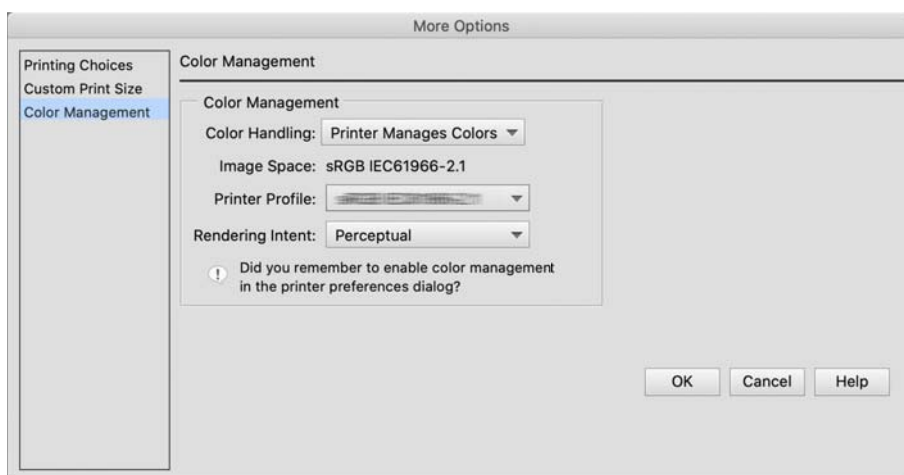 More Options
Printing Choices
Custom Print Size
Color Management
Color Management
Color Management
Color Handling: Printer Manages Colors
Image Space: sRGB IEC61966-2.1
Printer Profile:
Rendering Intent: Perceptual
! Did you remember to enable color management
in the printer preferences dialog?
OK Cancel Help